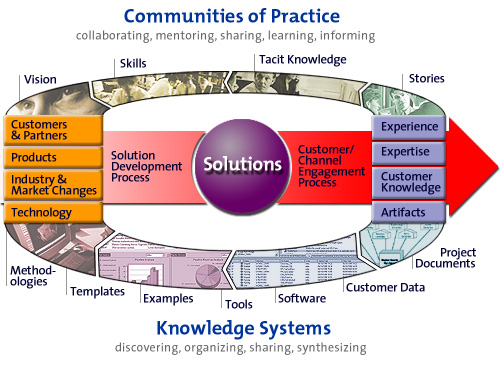 Communities of Practice
collaborating, mentoring, sharing, learning, informing
Skills
Tacit Knowledge
Vision
Stories
Customers
& Partners
Products
Industry &
Market Changes
Technology
Solution
Development
Process
Solutions
Customer/
Channel
Engagement
Process
Experience
Expertise
Customer
Knowledge
Artifacts
Method-
ologies
Templates
Examples
Tools
Software
Customer Data
Project
Documents
Knowledge Systems
discovering, organizing, sharing, synthesizing